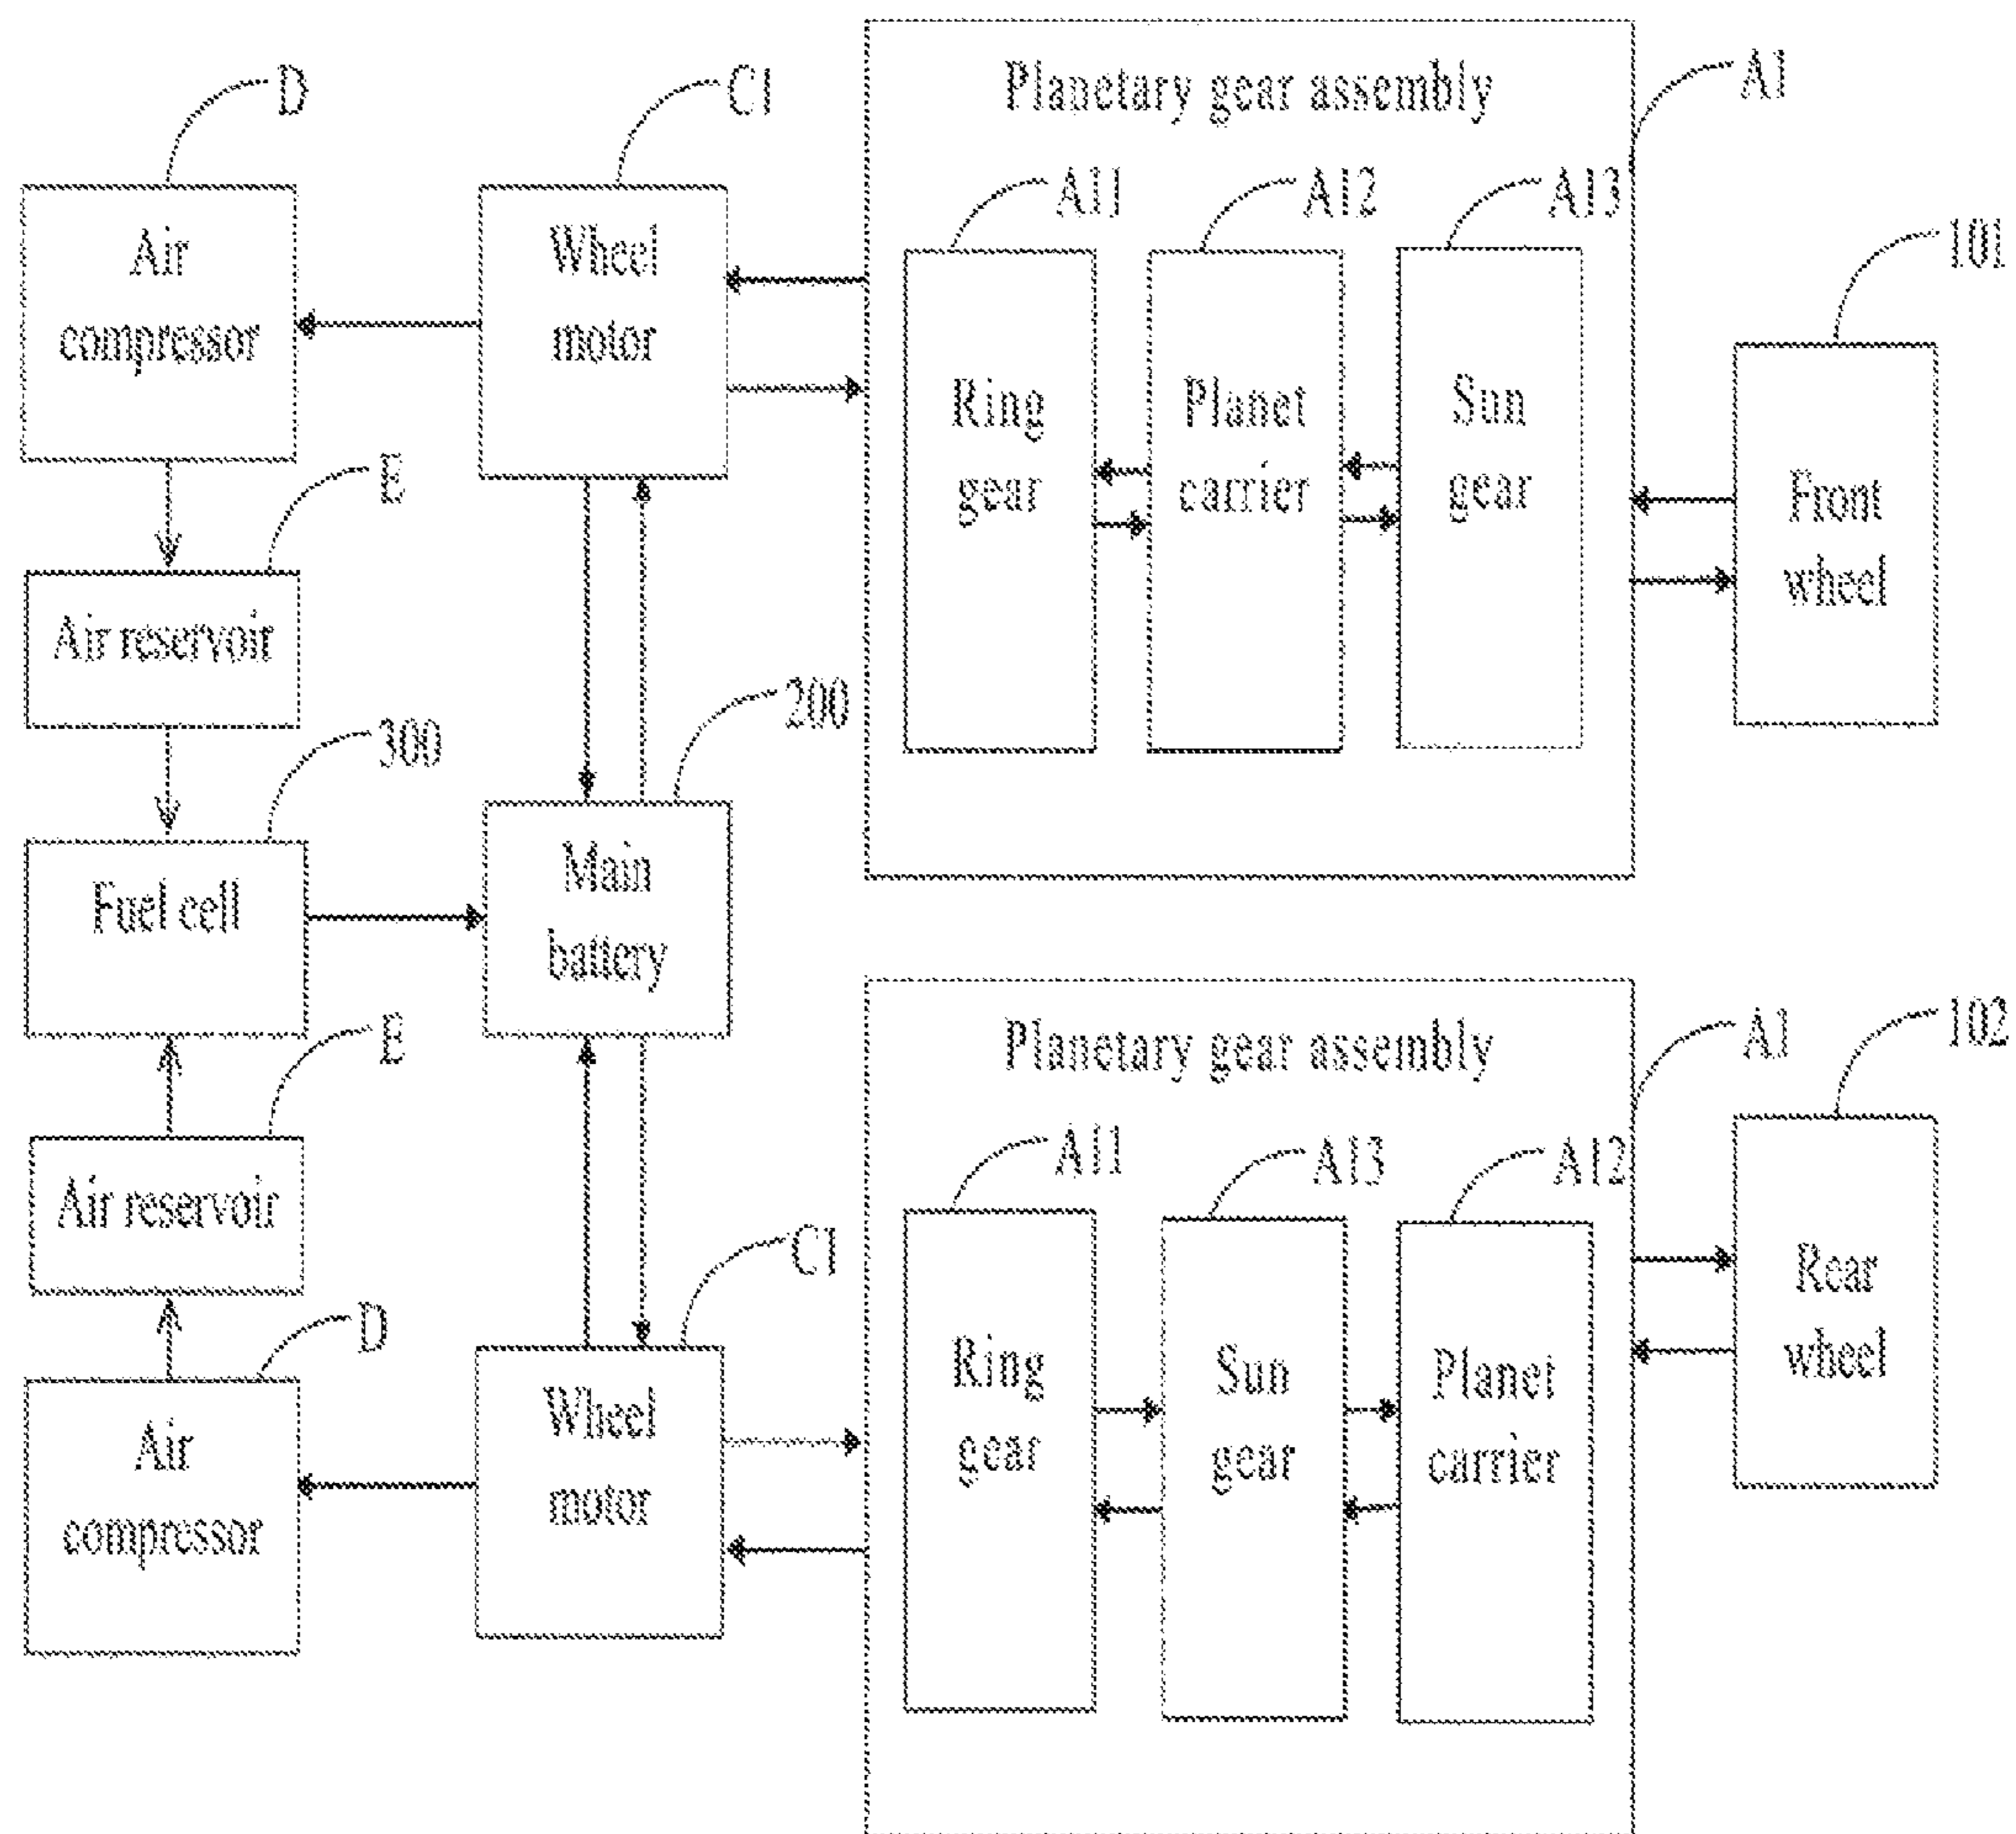 D
C1
Planetary gear assembly
A1
A11
A12
A13
101
Air
compressor
Wheel
motor
Ring
gear
Planet
carrier
Sun
gear
Front
wheel
E
Air reservoir
300
200
Fuel cell
Main
battery
E
Air reservoir
Planetary gear assembly
A1
102
A11
A13
A12
D
C1
Air
compressor
Wheel
motor
Ring
gear
Sun
gear
Planet
carrier
Rear
wheel